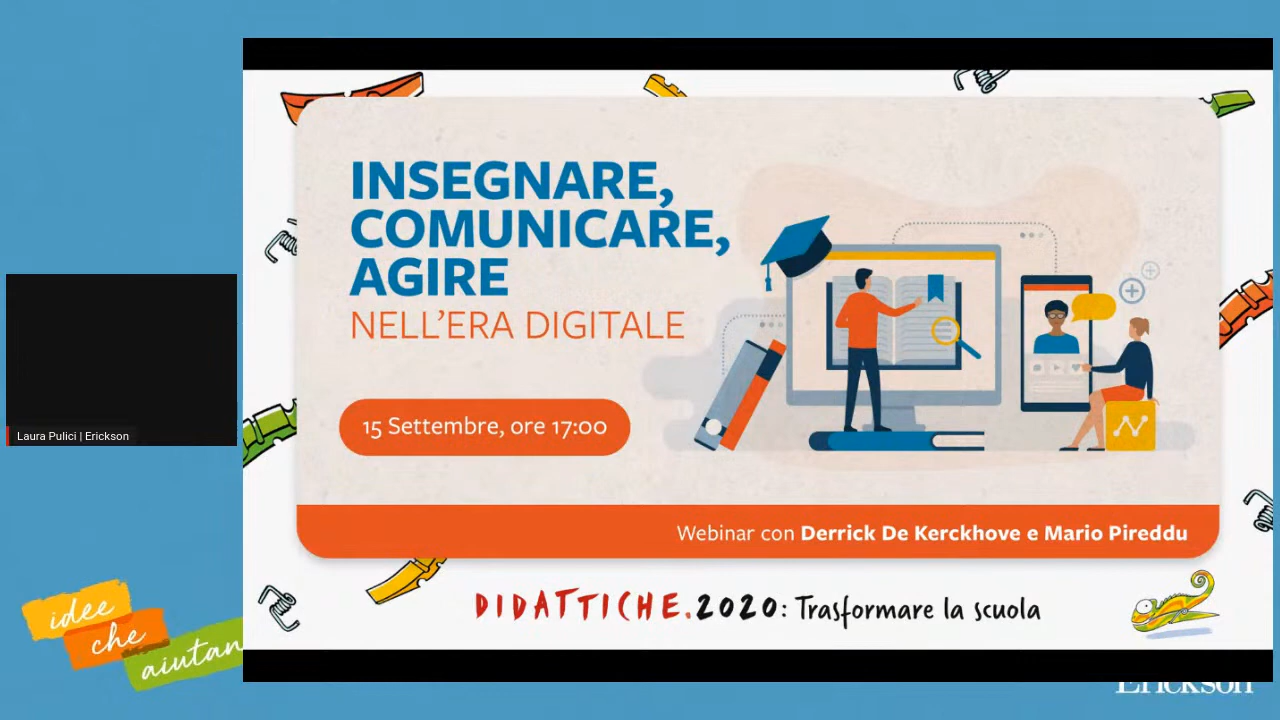 INSEGNARE,
COMUNICARE,
AGIRE
NELL'ERA DIGITALE
15 Settembre, ore 17:00
Webinar con Derrick De Kerckhove e Mario Pireddu
DIDATTICHE.2020: Trasformare la scuola
Laura Pulici | Erickson
idee
che
aiutan
Erickson